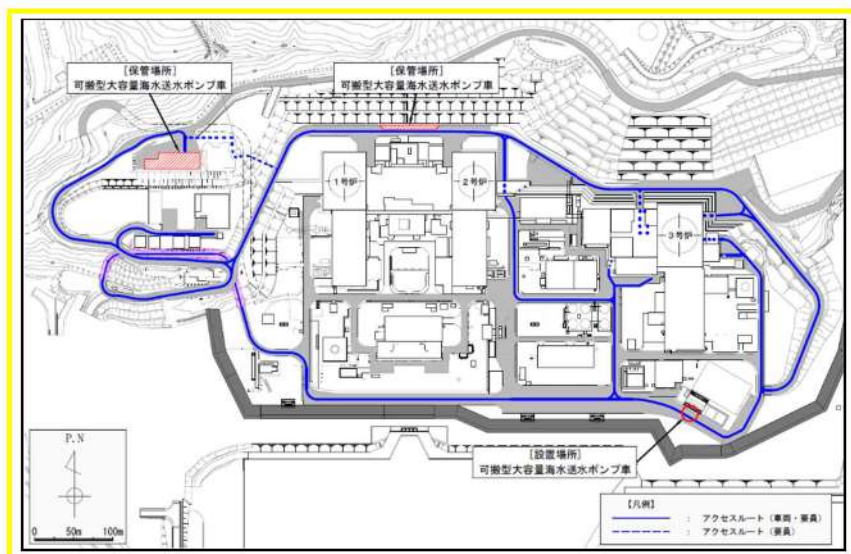 ［保管場所］
可搬型大容量海水送水ポンプ車
［保管場所］
可搬型大容量海水送水ポンプ車
1号炉
2号炉
3号炉
P.N
0 50m 100m
［設置場所］
可搬型大容量海水送水ポンプ車
【凡例】
： アクセスルート（車両・要員）
： アクセスルート（要員）